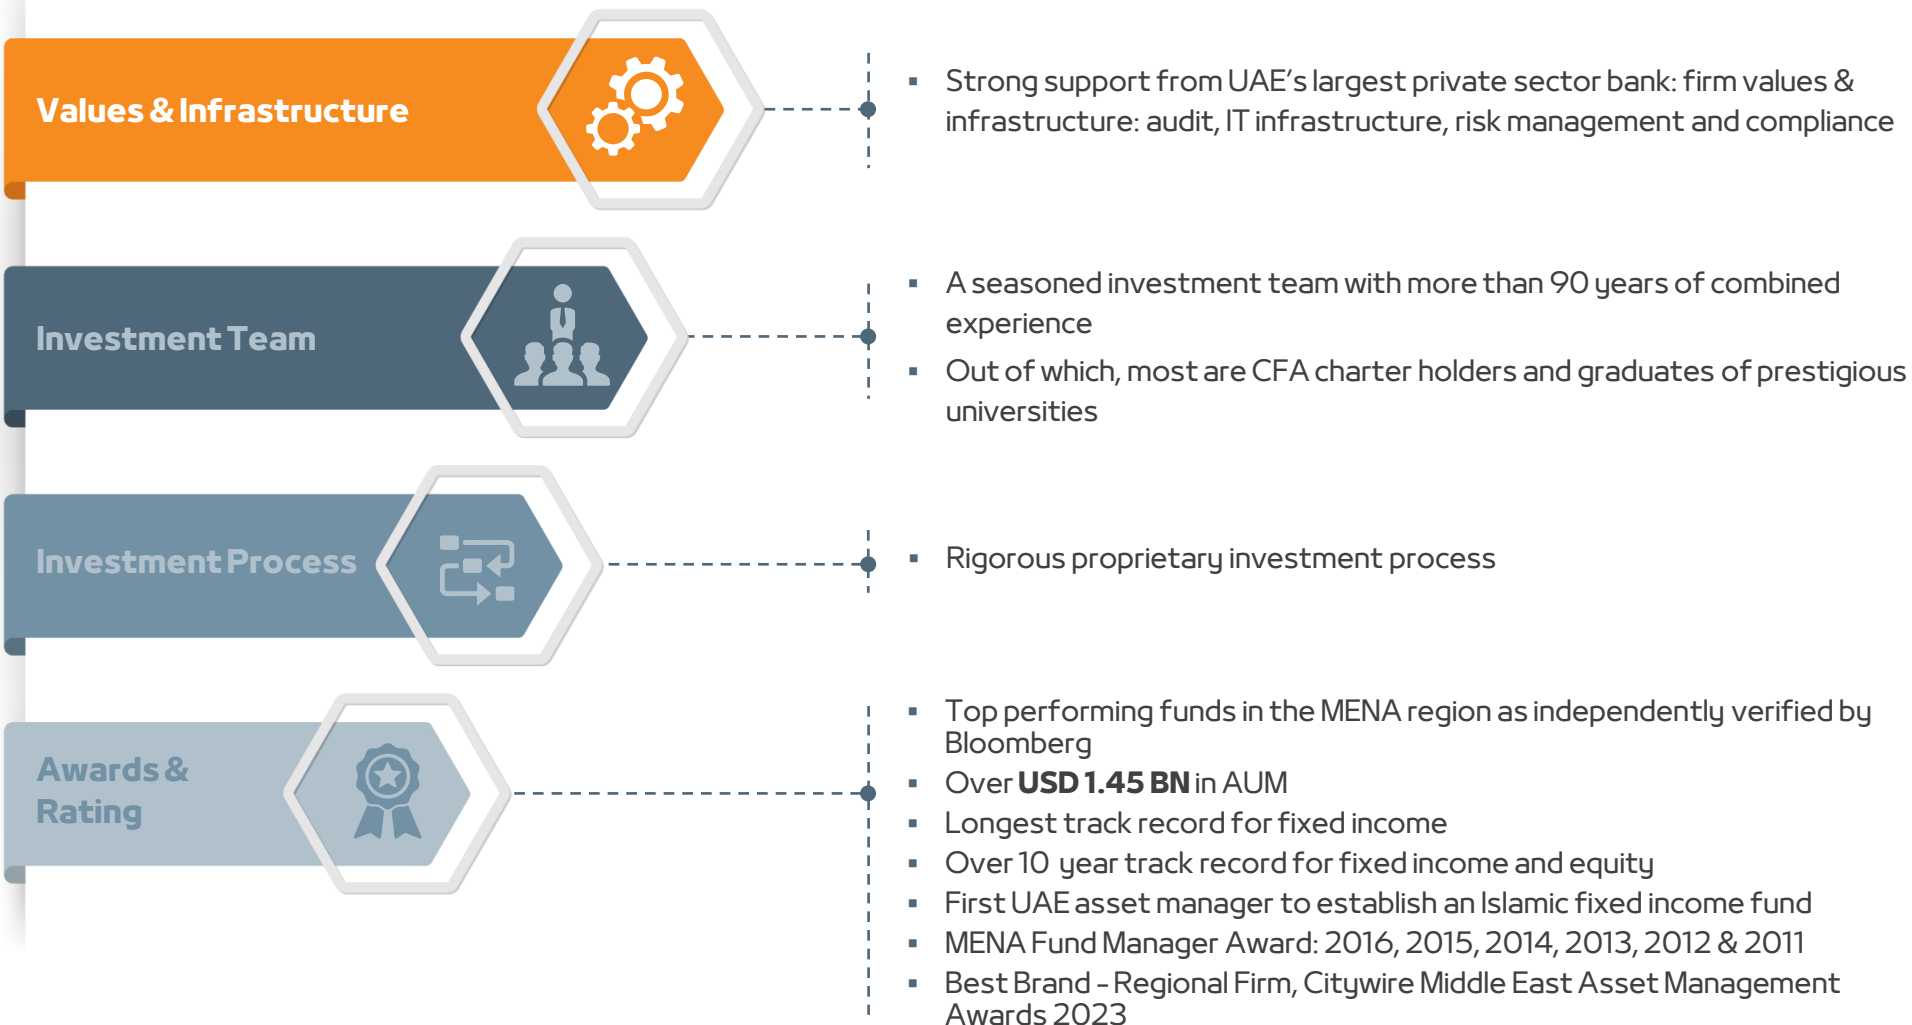 Values & Infrastructure
▪ Strong support from UAE's largest private sector bank: firm values &
infrastructure: audit, IT infrastructure, risk management and compliance
Investment Team
▪ A seasoned investment team with more than 90 years of combined
experience
▪ Out of which, most are CFA charter holders and graduates of prestigious
universities
Investment Process
▪ Rigorous proprietary investment process
Awards &
Rating
▪ Top performing funds in the MENA region as independently verified by
Bloomberg
▪ Over USD 1.45 BN in AUM
▪ Longest track record for fixed income
▪ Over 10 year track record for fixed income and equity
▪ First UAE asset manager to establish an Islamic fixed income fund
▪ MENA Fund Manager Award: 2016, 2015, 2014, 2013, 2012 & 2011
▪ Best Brand - Regional Firm, Citywire Middle East Asset Management
Awards 2023